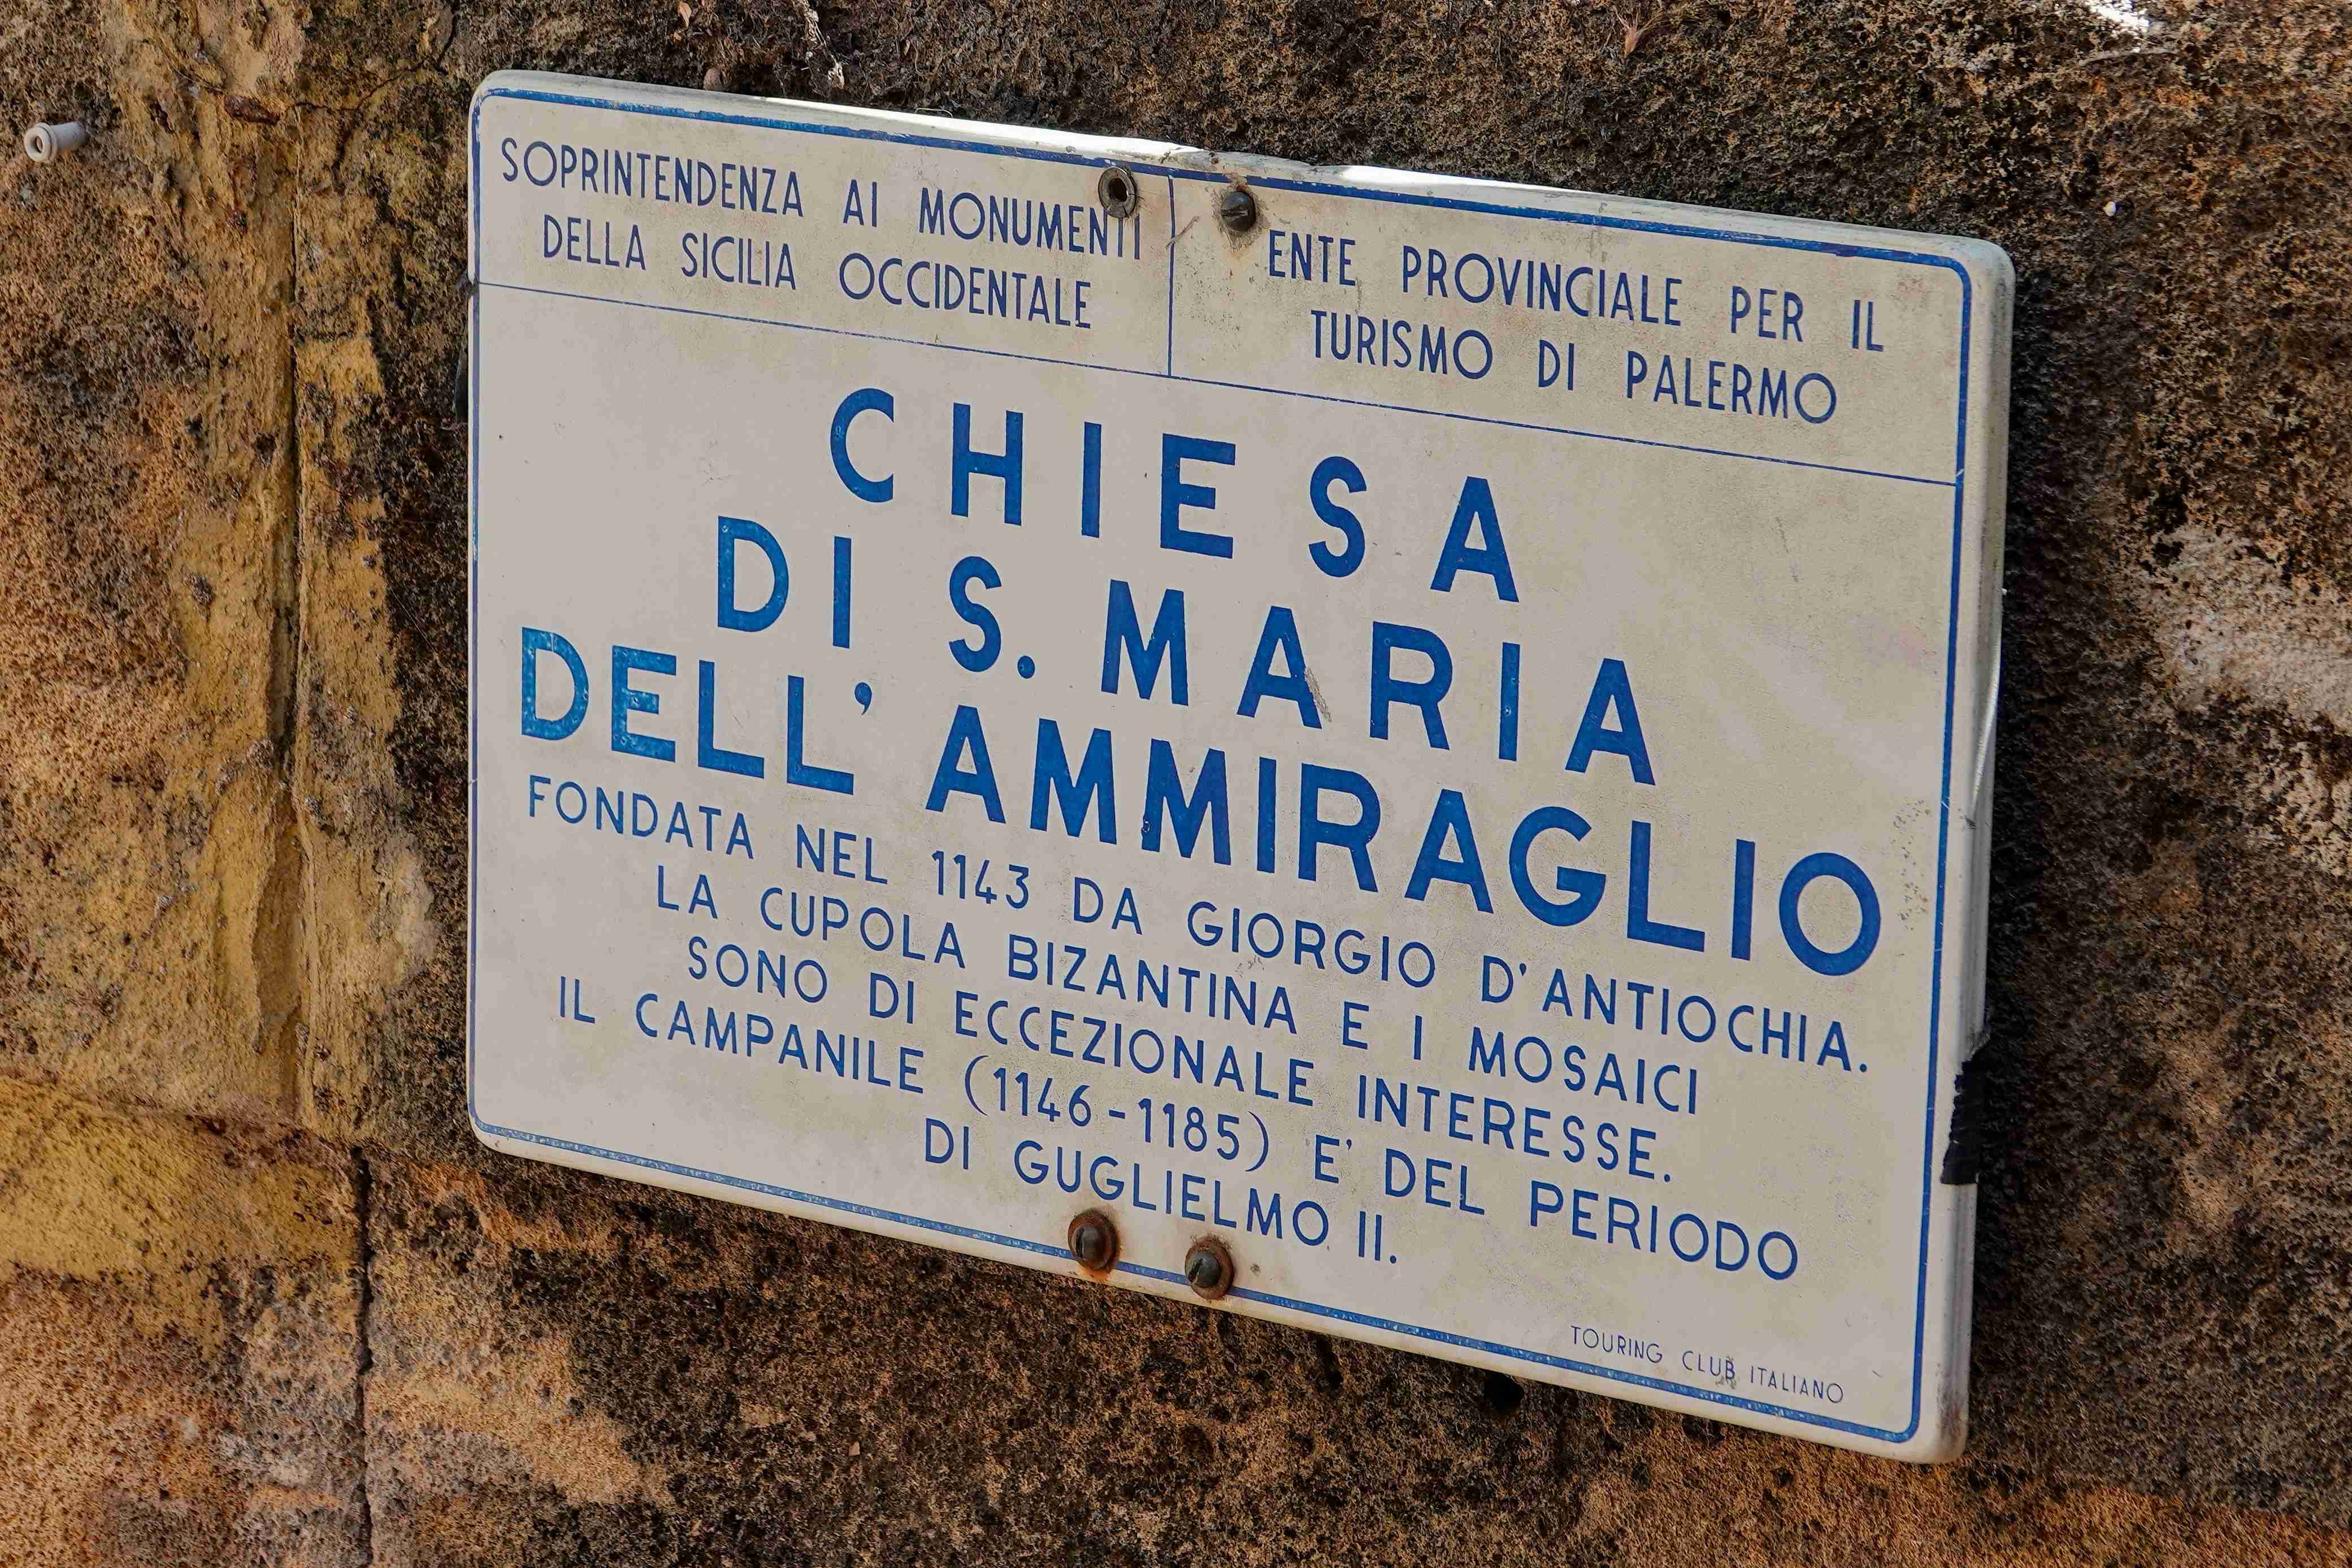 SOPRINTENDENZA AI MONUMENTI
DELLA SICILIA OCCIDENTALE
ENTE PROVINCIALE PER IL
TURISMO DI PALERMO
CHIESA
DI S. MARIA
DELL'AMMIRAGLIO
FONDATA NEL 1143 DA GIORGIO D'ANTIOCHIA.
LA CUPOLA BIZANTINA E I MOSAICI
SONO DI ECCEZIONALE INTERESSE.
IL CAMPANILE (1146-1185) E' DEL PERIODO
DI GUGLIELMO II.
TOURING CLUB ITALIANO